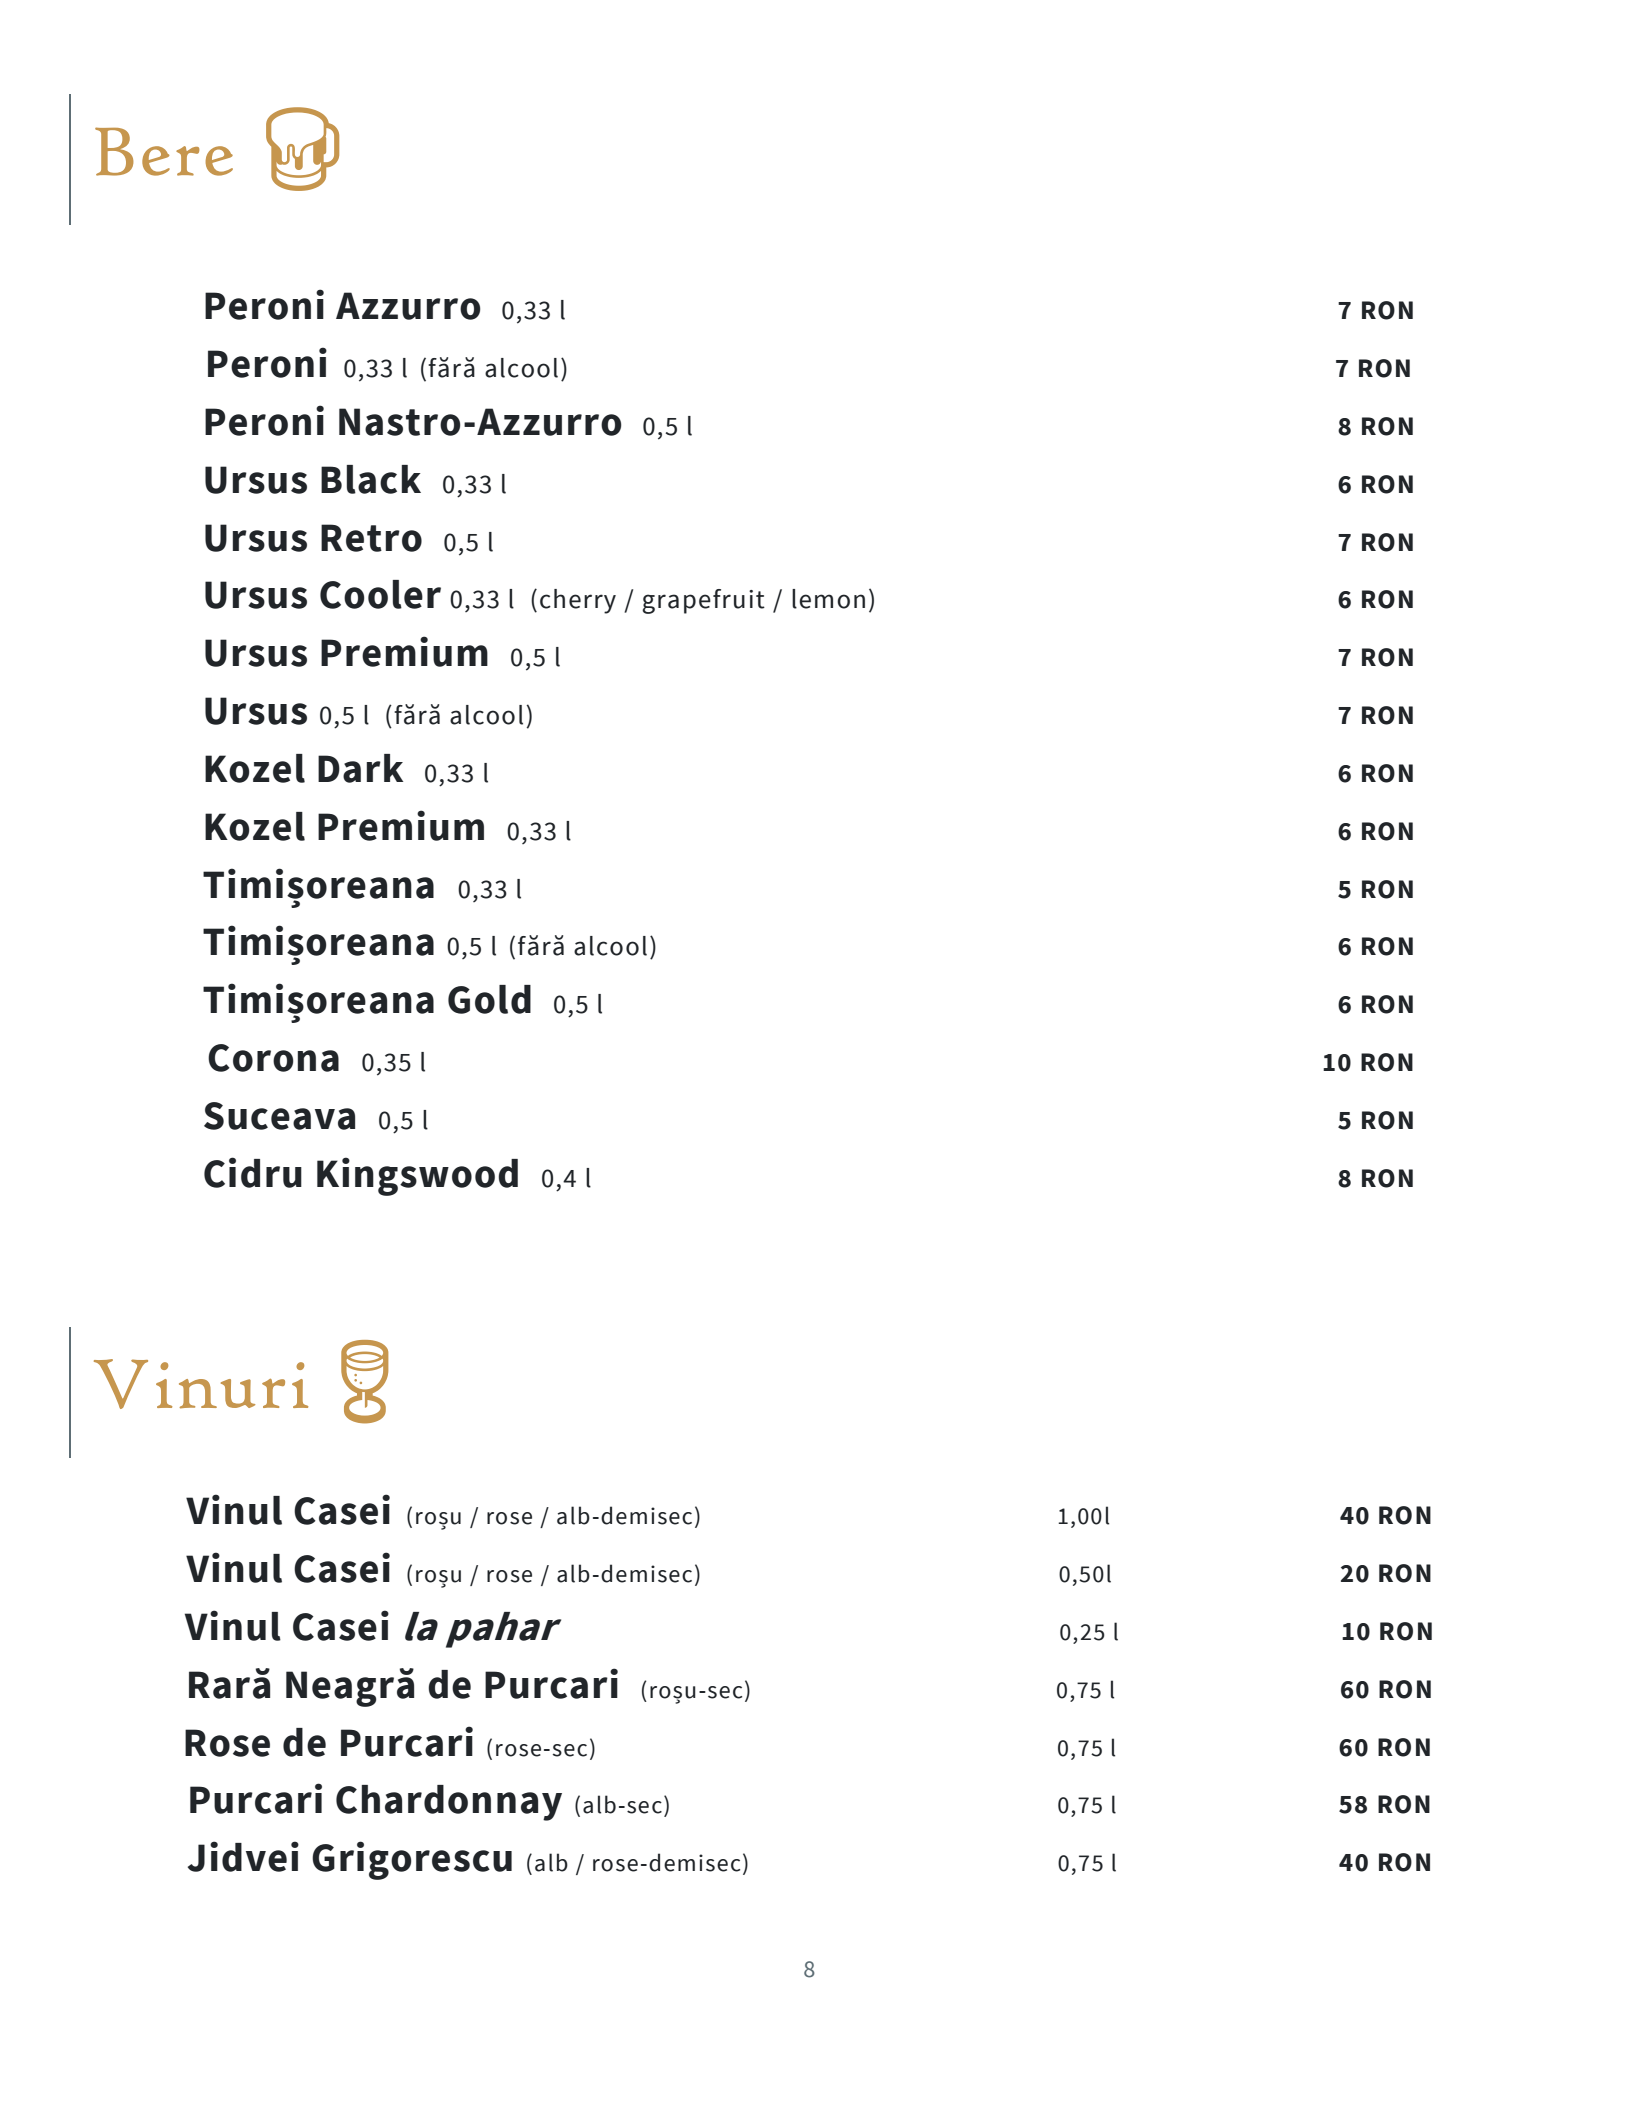 Bere
Peroni Azzurro 0,33 l 7 RON
Peroni 0,33 l (fără alcool) 7 RON
Peroni Nastro-Azzurro 0,5 l 8 RON
Ursus Black 0,33 l 6 RON
Ursus Retro 0,5 l 7 RON
Ursus Cooler 0,33 l (cherry / grapefruit / lemon) 6 RON
Ursus Premium 0,5 l 7 RON
Ursus 0,5 l (fără alcool) 7 RON
Kozel Dark 0,33 l 6 RON
Kozel Premium 0,33 l 6 RON
Timișoreana 0,33 l 5 RON
Timișoreana 0,5 l (fără alcool) 6 RON
Timișoreana Gold 0,5 l 6 RON
Corona 0,35 l 10 RON
Suceava 0,5 l 5 RON
Cidru Kingswood 0,4 l 8 RON
Vinuri
Vinul Casei (roșu / rose / alb-demisec) 1,00l 40 RON
Vinul Casei (roșu / rose / alb-demisec) 0,50l 20 RON
Vinul Casei la pahar 0,25 l 10 RON
Rară Neagră de Purcari (roșu-sec) 0,75 l 60 RON
Rose de Purcari (rose-sec) 0,75 l 60 RON
Purcari Chardonnay (alb-sec) 0,75 l 58 RON
Jidvei Grigorescu (alb / rose-demisec) 0,75 l 40 RON
8